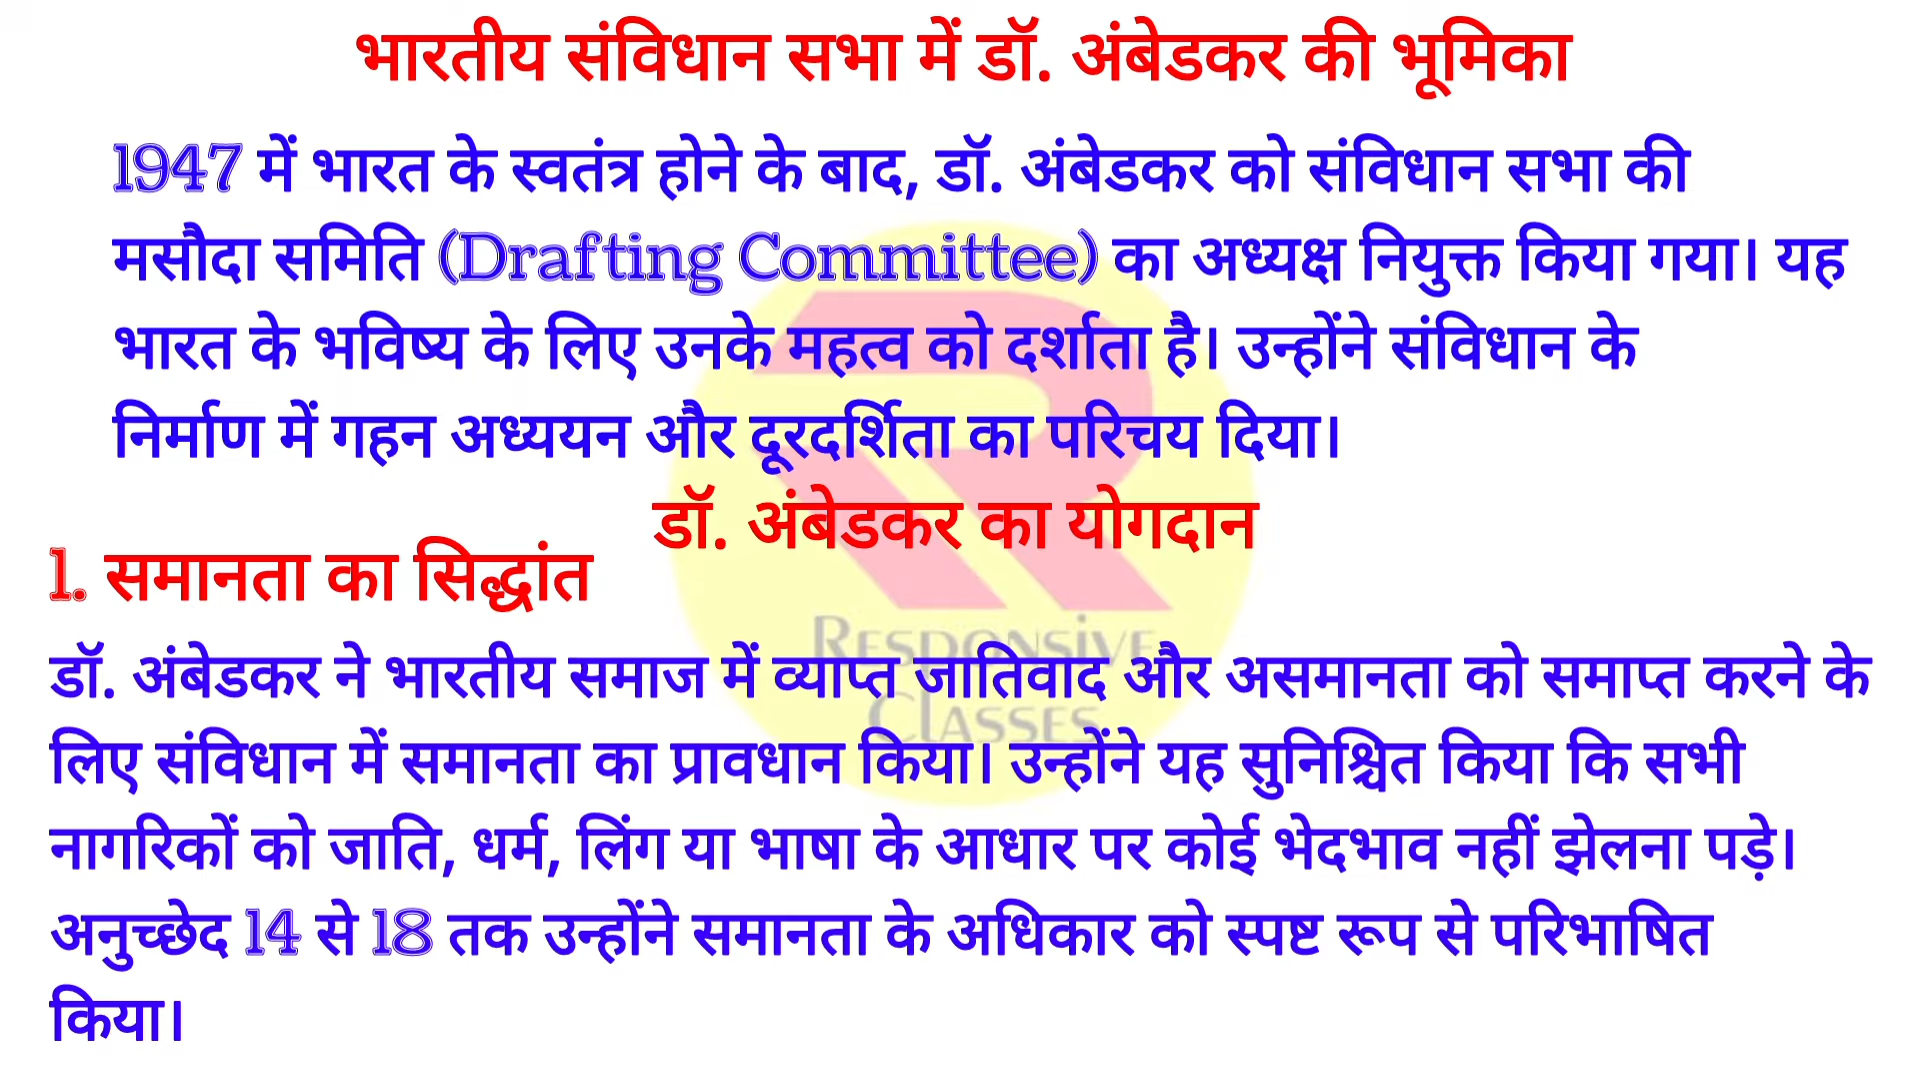 भारतीय संविधान सभा में डॉ. अंबेडकर की भूमिका
1947 में भारत के स्वतंत्र होने के बाद, डॉ. अंबेडकर को संविधान सभा की
मसौदा समिति (Drafting Committee) का अध्यक्ष नियुक्त किया गया। यह
भारत के भविष्य के लिए उनके महत्व को दर्शाता है। उन्होंने संविधान के
निर्माण में गहन अध्ययन और दूरदर्शिता का परिचय दिया।
डॉ. अंबेडकर का योगदान
1. समानता का सिद्धांत
डॉ. अंबेडकर ने भारतीय समाज में व्याप्त जातिवाद और असमानता को समाप्त करने के
लिए संविधान में समानता का प्रावधान किया। उन्होंने यह सुनिश्चित किया कि सभी
नागरिकों को जाति, धर्म, लिंग या भाषा के आधार पर कोई भेदभाव नहीं झेलना पड़े।
अनुच्छेद 14 से 18 तक उन्होंने समानता के अधिकार को स्पष्ट रूप से परिभाषित
किया।
RESPONSIVE
CLASSES